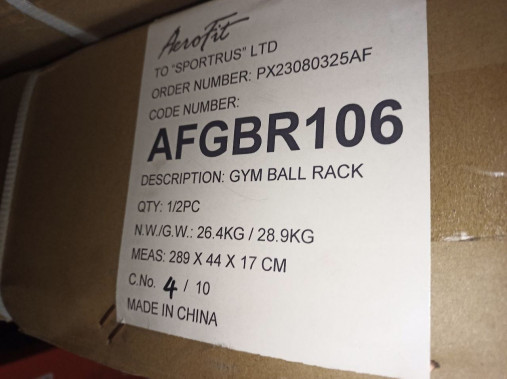 AeroFit
TO "SPORTRUS" LTD
ORDER NUMBER: PX23080325AF
CODE NUMBER:
AFGBR106
DESCRIPTION: GYM BALL RACK
QTY: 1/2PC
N.W./G.W.: 26.4KG / 28.9KG
MEAS: 289 X 44 X 17 CM
C.No. 4 / 10
MADE IN CHINA